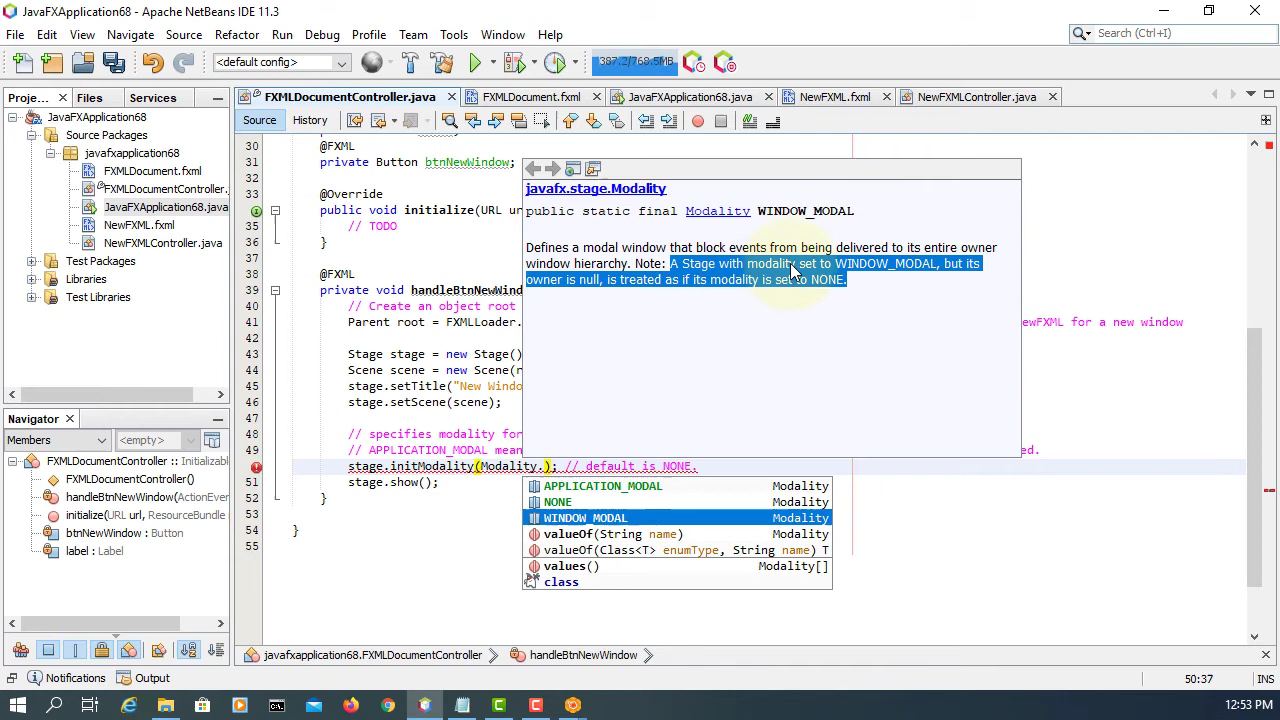 JavaFXApplication68 - Apache NetBeans IDE 11.3
File Edit View Navigate Source Refactor Run Debug Profile Team Tools Window Help
Search (Ctrl+I)
<default config>
387.2/768.5MB
Proje... Files Services
FXMLDocumentController.java FXMLDocument.fxml JavaFXApplication68.java NewFXML.fxml NewFXMLController.java
Source History
JavaFXApplication68
Source Packages
javafxapplication68
FXMLDocument.fxml
FXMLDocumentController.
JavaFXApplication68.java
NewFXML.fxml
NewFXMLController.java
Test Packages
Libraries
Test Libraries
30 @FXML
31 private Button btnNewWindow;
33 @Override
public void initialize(URL ur
35 // TODO
36 }
37
38 @FXML
39 private void handleBtnNewWind
40 // Create an object root
41 Parent root = FXMLLoader. newFXML for a new window
42
43 Stage stage = new Stage()
44 Scene scene = new Scene(r
45 stage.setTitle("New Windo
46 stage.setScene(scene);
47
48 // specifies modality for
49 // APPLICATION_MODAL mean ed.
stage.initModality(Modality.); // default is NONE.
51 stage.show();
52 }
53
54 }
55
javafx.stage.Modality
public static final Modality WINDOW_MODAL
Defines a modal window that block events from being delivered to its entire owner
window hierarchy. Note: A Stage with modality set to WINDOW_MODAL, but its
owner is null, is treated as if its modality is set to NONE.
APPLICATION_MODAL Modality
NONE Modality
WINDOW_MODAL Modality
valueOf(String name) Modality
valueOf(Class<T> enumType, String name) T
values() Modality[]
class
Navigator
Members <empty>
FXMLDocumentController :: Initializabl
FXMLDocumentController()
handleBtnNewWindow(ActionEver
initialize(URL url, ResourceBundle
btnNewWindow : Button
label : Label
javafxapplication68.FXMLDocumentController handleBtnNewWindow
Notifications Output
50:37 INS
12:53 PM